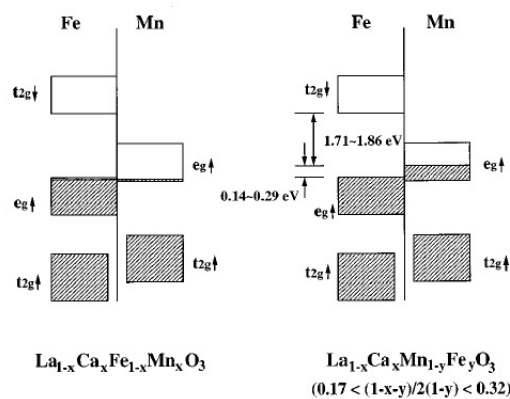 Fe Mn
t2g↓
eg↑
eg↑
t2g↑
t2g↑
La1-xCaxFe1-xMnxO3
Fe Mn
t2g↓
1.71~1.86 eV
eg↑
0.14~0.29 eV
eg↑
t2g↑
t2g↑
La1-xCaxMn1-yFeyO3
(0.17 < (1-x-y)/2(1-y) < 0.32)